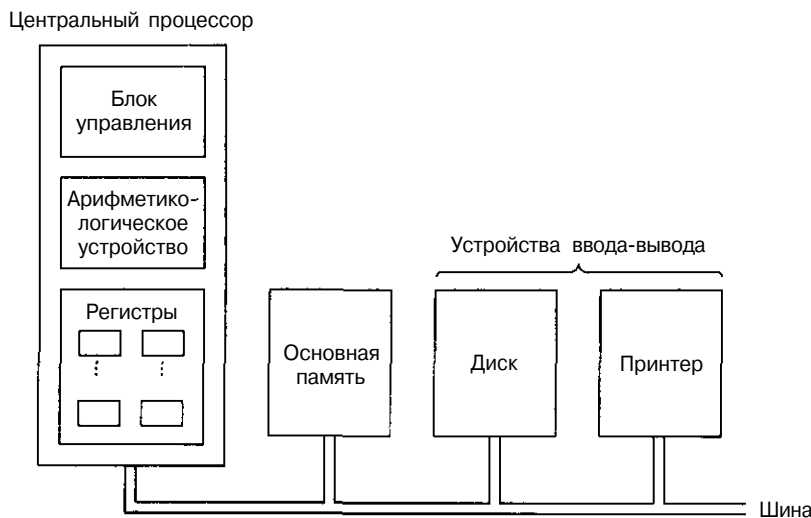 Центральный процессор
Блок
управления
Арифметико-
логическое
устройство
Регистры
Устройства ввода-вывода
Основная
память
Диск
Принтер
Шина